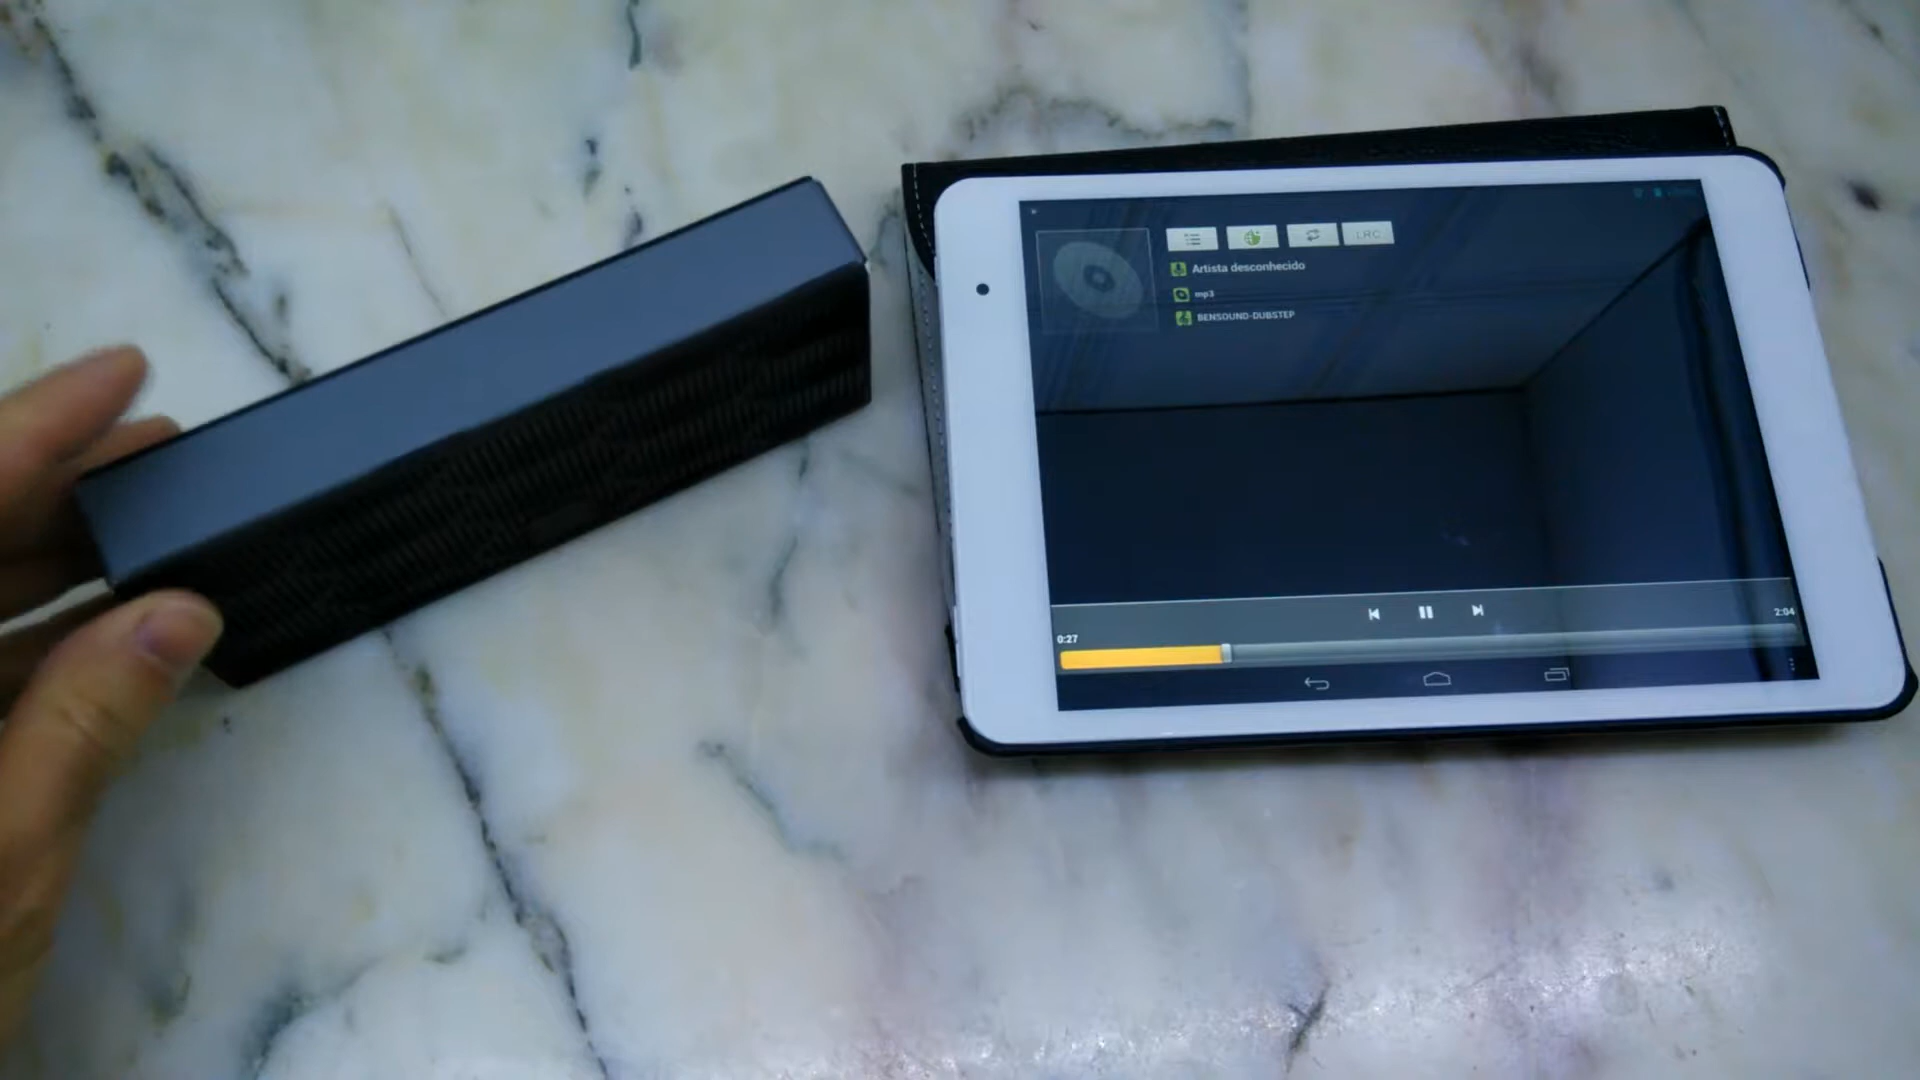 LRC
Artista desconhecido
mp3
BENSOUND-DUBSTEP
0:27
2:04